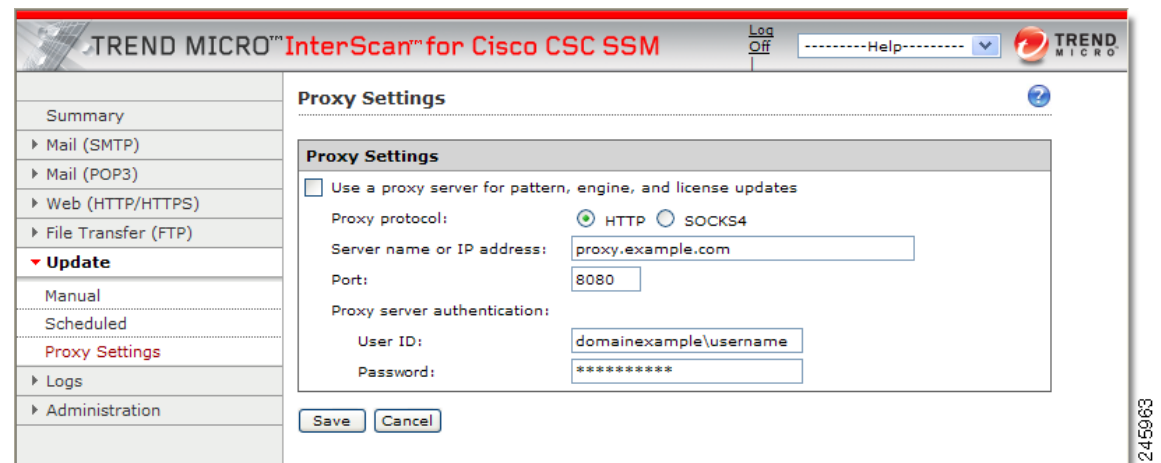 TREND MICRO™ InterScan™ for Cisco CSC SSM
Log
Off
---------Help---------
TREND
MICRO
Proxy Settings
Summary
Mail (SMTP)
Mail (POP3)
Web (HTTP/HTTPS)
File Transfer (FTP)
Update
Manual
Scheduled
Proxy Settings
Logs
Administration
Proxy Settings
Use a proxy server for pattern, engine, and license updates
Proxy protocol: HTTP SOCKS4
Server name or IP address: proxy.example.com
Port: 8080
Proxy server authentication:
User ID: domainexample\username
Password: **********
Save Cancel
245963